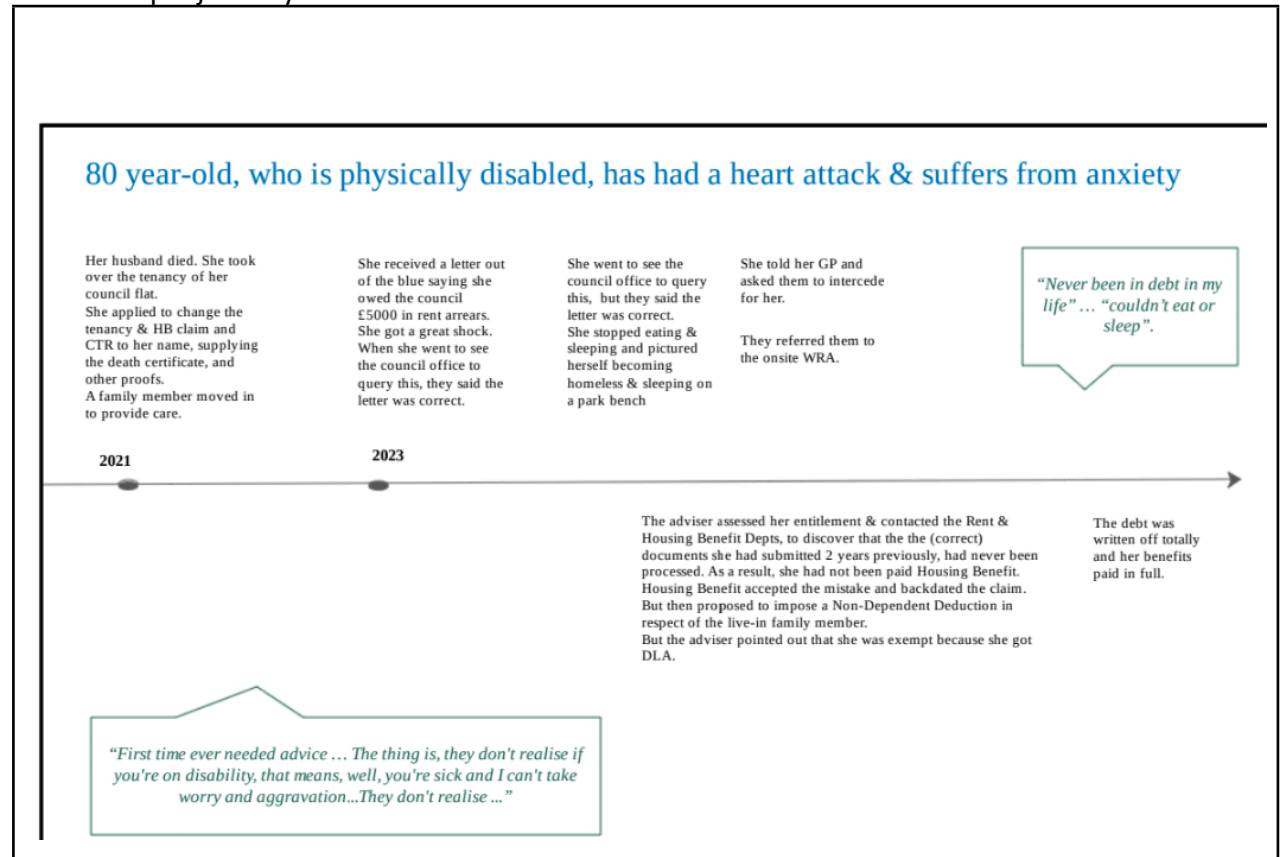 80 year-old, who is physically disabled, has had a heart attack & suffers from anxiety
Her husband died. She took
over the tenancy of her
council flat.
She applied to change the
tenancy & HB claim and
CTR to her name, supplying
the death certificate, and
other proofs.
A family member moved in
to provide care.
She received a letter out
of the blue saying she
owed the council
£5000 in rent arrears.
She got a great shock.
When she went to see
the council office to
query this, they said the
letter was correct.
She went to see the
council office to query
this, but they said the
letter was correct.
She stopped eating &
sleeping and pictured
herself becoming
homeless & sleeping on
a park bench
She told her GP and
asked them to intercede
for her.
They referred them to
the onsite WRA.
“Never been in debt in my
life” … “couldn’t eat or
sleep”.
2021
2023
The adviser assessed her entitlement & contacted the Rent &
Housing Benefit Depts, to discover that the the (correct)
documents she had submitted 2 years previously, had never been
processed. As a result, she had not been paid Housing Benefit.
Housing Benefit accepted the mistake and backdated the claim.
But then proposed to impose a Non-Dependent Deduction in
respect of the live-in family member.
But the adviser pointed out that she was exempt because she got
DLA.
The debt was
written off totally
and her benefits
paid in full.
“First time ever needed advice … The thing is, they don't realise if
you're on disability, that means, well, you're sick and I can't take
worry and aggravation...They don't realise ...”